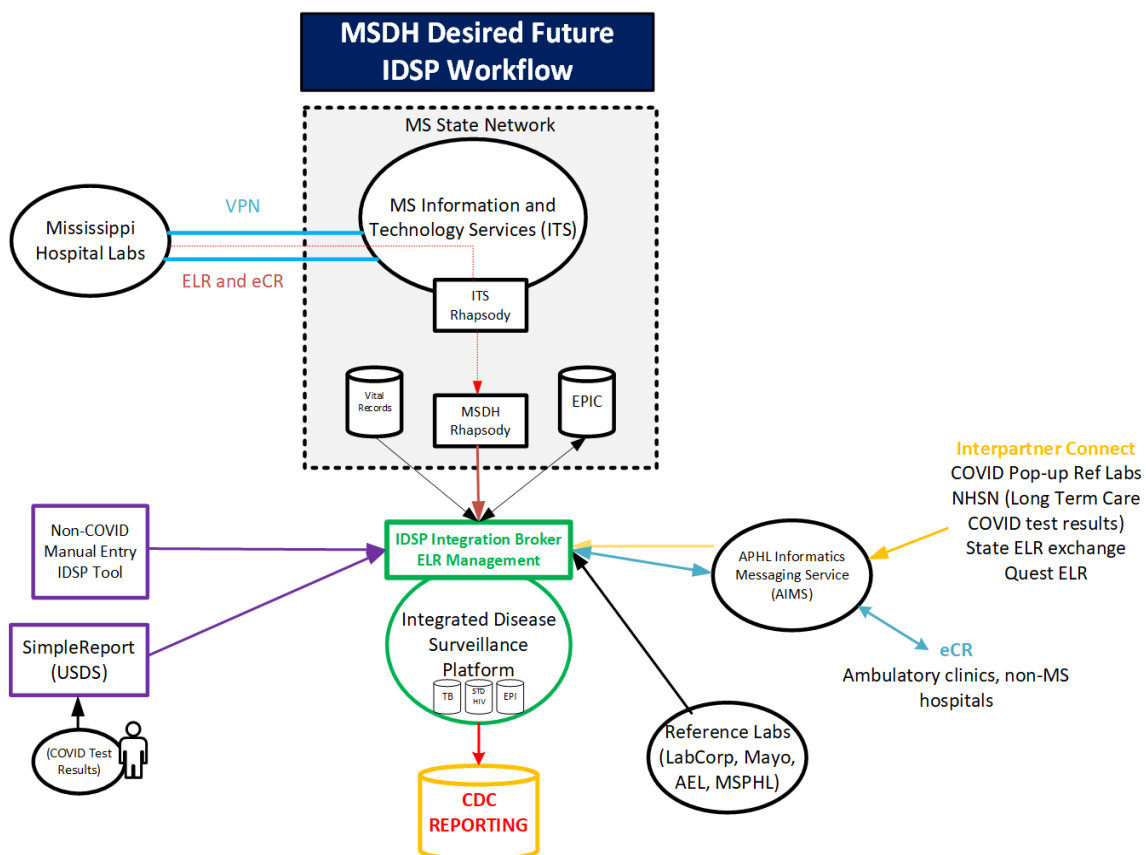 MSDH Desired Future
IDSP Workflow
MS State Network
MS Information and
Technology Services (ITS)
Mississippi
Hospital Labs
VPN
ELR and eCR
ITS
Rhapsody
Vital
Records
MSDH
Rhapsody
EPIC
Interpartner Connect
COVID Pop-up Ref Labs
NHSN (Long Term Care
COVID test results)
State ELR exchange
Quest ELR
Non-COVID
Manual Entry
IDSP Tool
IDSP Integration Broker
ELR Management
APHL Informatics
Messaging Service
(AIMS)
Integrated Disease
Surveillance
Platform
TB
STD
HIV
EPI
SimpleReport
(USDS)
eCR
Ambulatory clinics, non-MS
hospitals
(COVID Test
Results)
Reference Labs
(LabCorp, Mayo,
AEL, MSPHL)
CDC
REPORTING